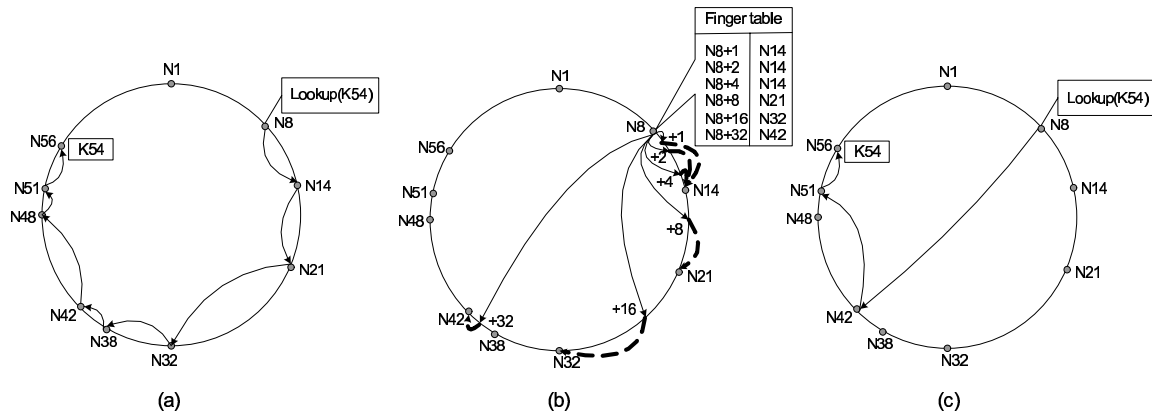 N1
Lookup(K54)
N8
N56
K54
N51
N14
N48
N21
N42
N38
N32
(a)
Finger table
N8+1 N14
N8+2 N14
N8+4 N14
N8+8 N21
N8+16 N32
N8+32 N42
N1
N8
+1
N56
+2
+4
N51
N14
N48
+8
N21
+16
N42
+32
N38
N32
(b)
N1
Lookup(K54)
N8
N56
K54
N51
N14
N48
N21
N42
N38
N32
(c)